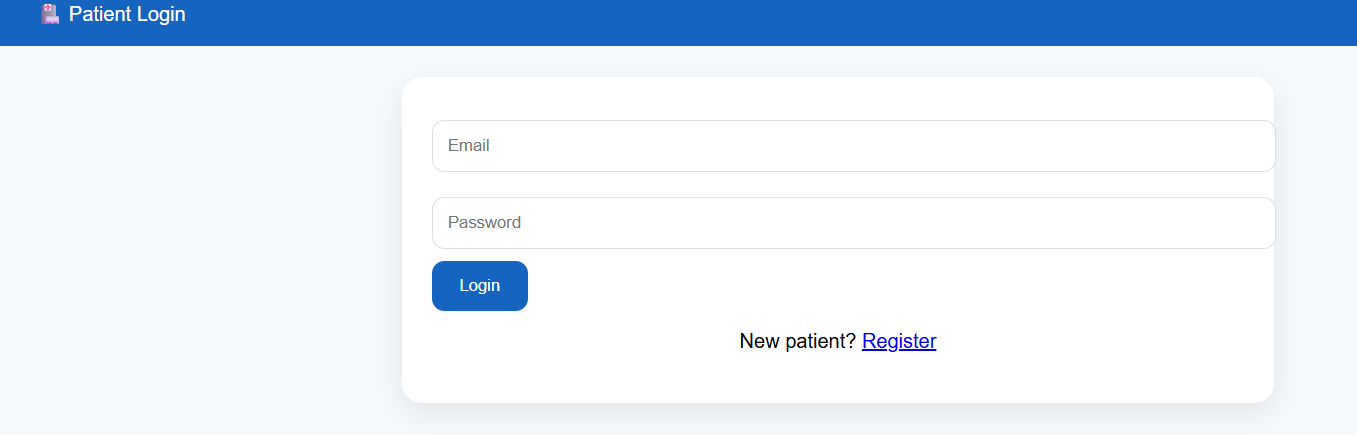 Patient Login
Email
Password
Login
New patient? Register